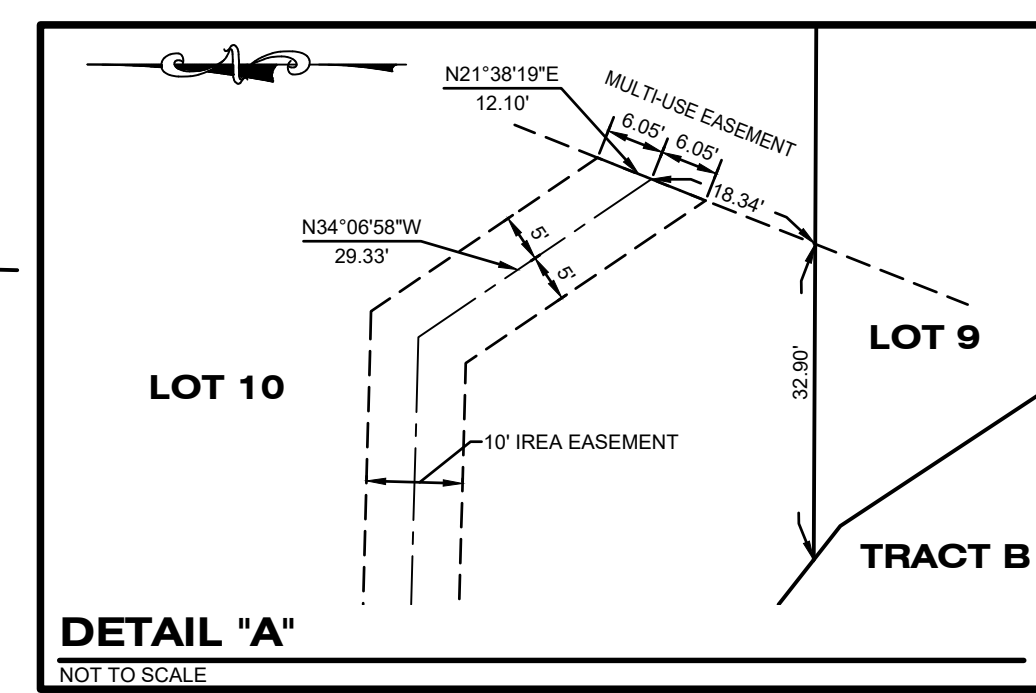 N
N21°38'19"E
12.10'
MULTI-USE EASEMENT
6.05'
6.05'
18.34'
N34°06'58"W
29.33'
5'
5'
LOT 9
32.90'
LOT 10
10' IREA EASEMENT
TRACT B
DETAIL "A"
NOT TO SCALE